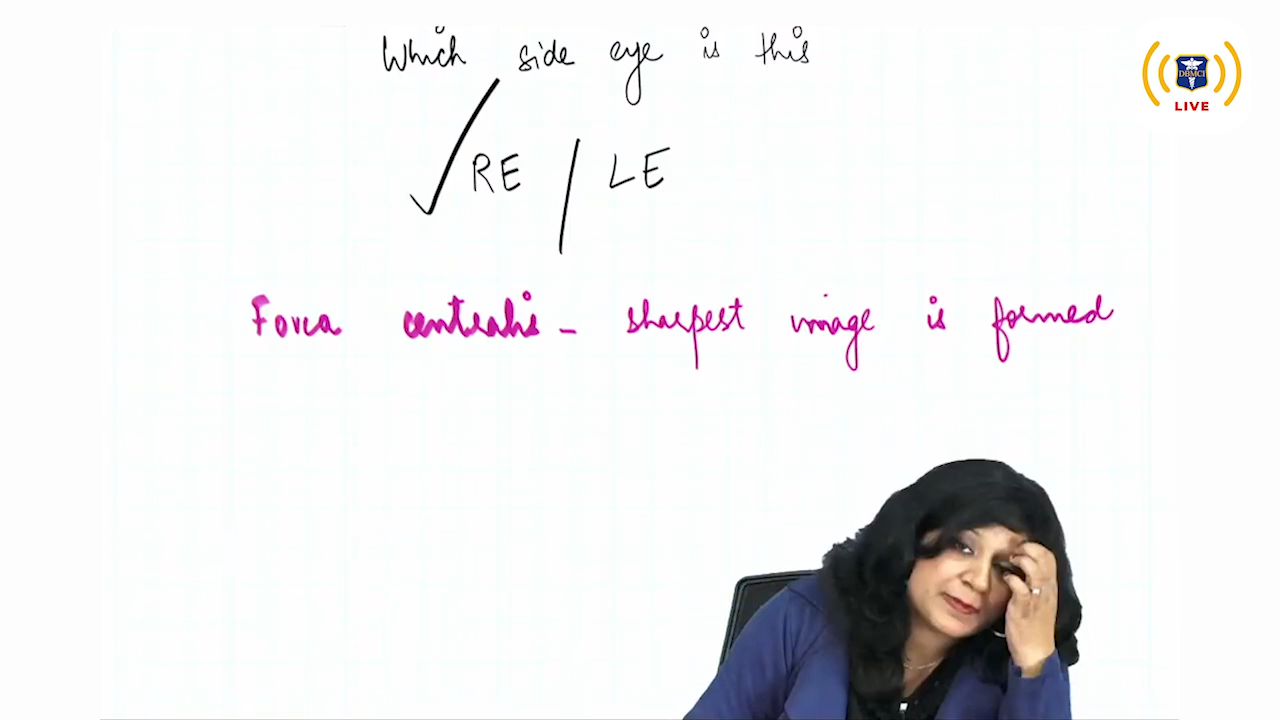 Which side eye is this
✓ RE / LE
Fovea centralis - sharpest image is formed
DBMCI
LIVE